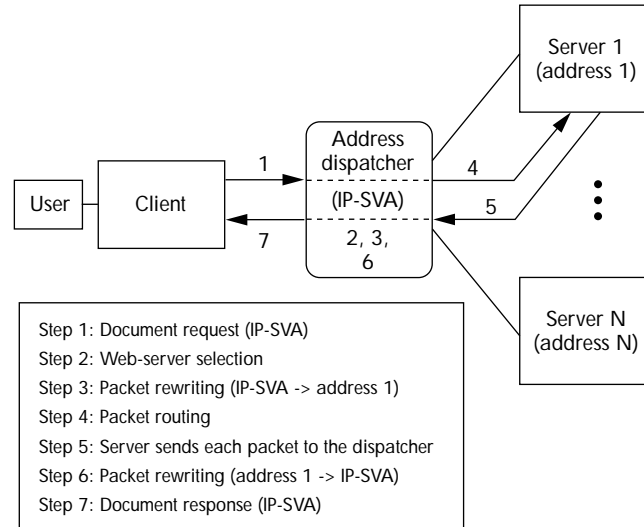 Server 1
(address 1)
Address
dispatcher
1
4
User
Client
(IP-SVA)
5
7
2, 3,
6
Server N
(address N)
Step 1: Document request (IP-SVA)
Step 2: Web-server selection
Step 3: Packet rewriting (IP-SVA -> address 1)
Step 4: Packet routing
Step 5: Server sends each packet to the dispatcher
Step 6: Packet rewriting (address 1 -> IP-SVA)
Step 7: Document response (IP-SVA)